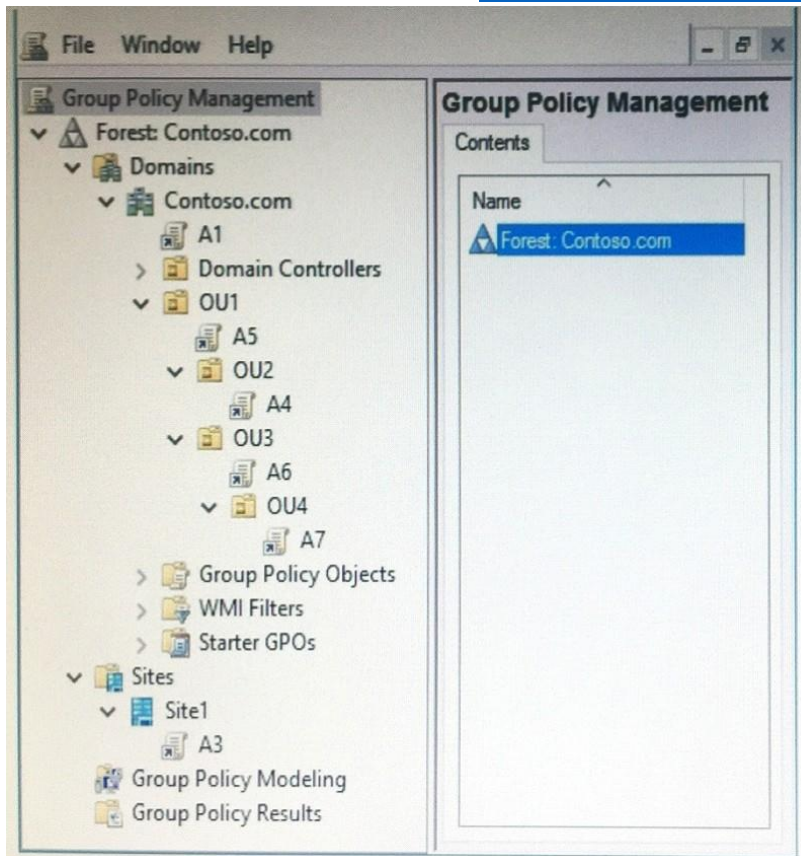 File Window Help
Group Policy Management
Forest: Contoso.com
Domains
Contoso.com
A1
Domain Controllers
OU1
A5
OU2
A4
OU3
A6
OU4
A7
Group Policy Objects
WMI Filters
Starter GPOs
Sites
Site1
A3
Group Policy Modeling
Group Policy Results
Group Policy Management
Contents
Name
Forest: Contoso.com